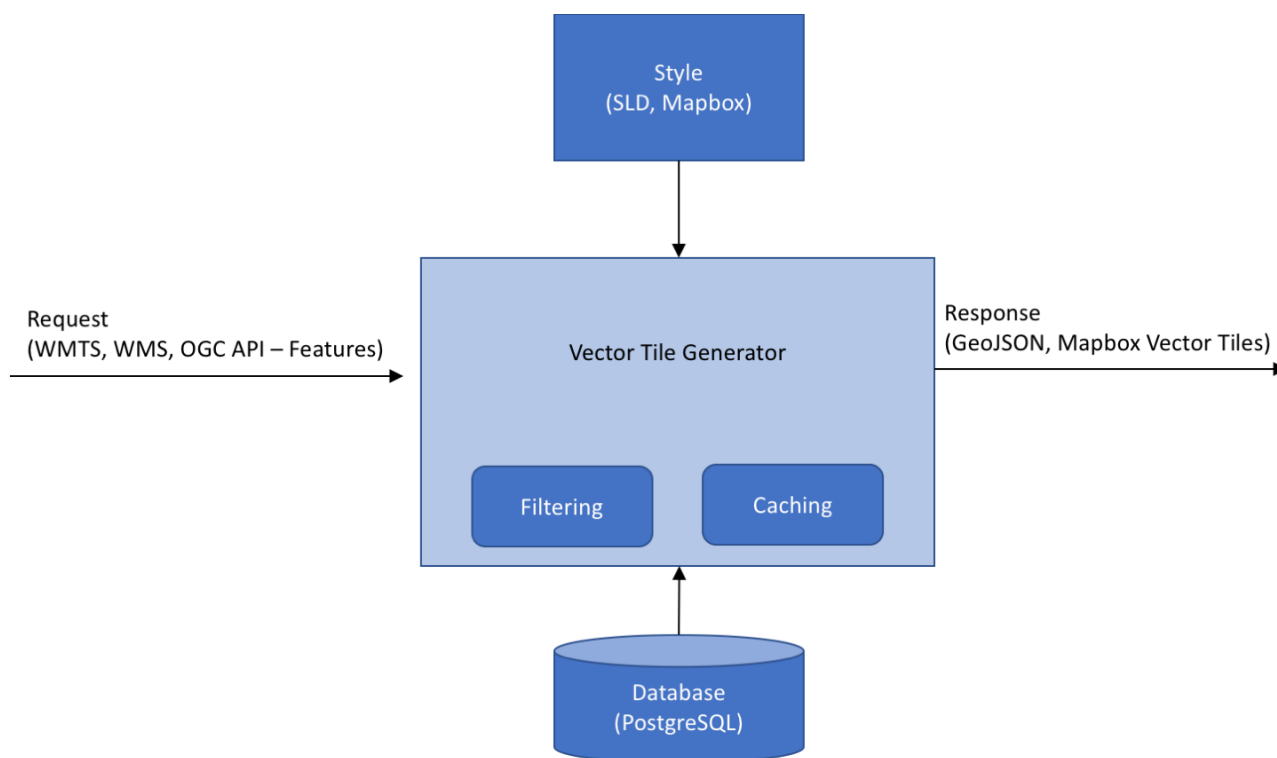 Style
(SLD, Mapbox)
Request
(WMTS, WMS, OGC API – Features)
Vector Tile Generator
Response
(GeoJSON, Mapbox Vector Tiles)
Filtering
Caching
Database
(PostgreSQL)